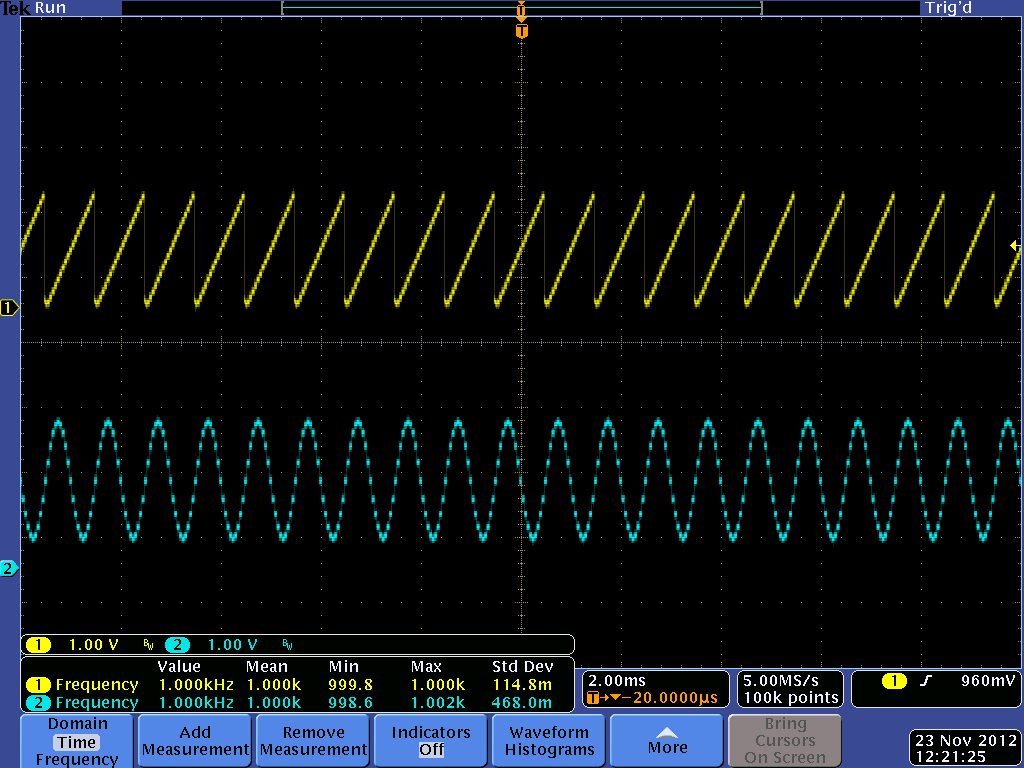 Tek Run Trig'd
T
T
1
2
1 1.00 V BW 2 1.00 V BW
Value Mean Min Max Std Dev
1 Frequency 1.000kHz 1.000k 999.8 1.000k 114.8m
2 Frequency 1.000kHz 1.000k 998.6 1.002k 468.0m
2.00ms
T→▼−20.0000µs
5.00MS/s
100k points
1 960mV
Domain
Time
Frequency
Add
Measurement
Remove
Measurement
Indicators
Off
Waveform
Histograms
More
Bring
Cursors
On Screen
23 Nov 2012
12:21:25